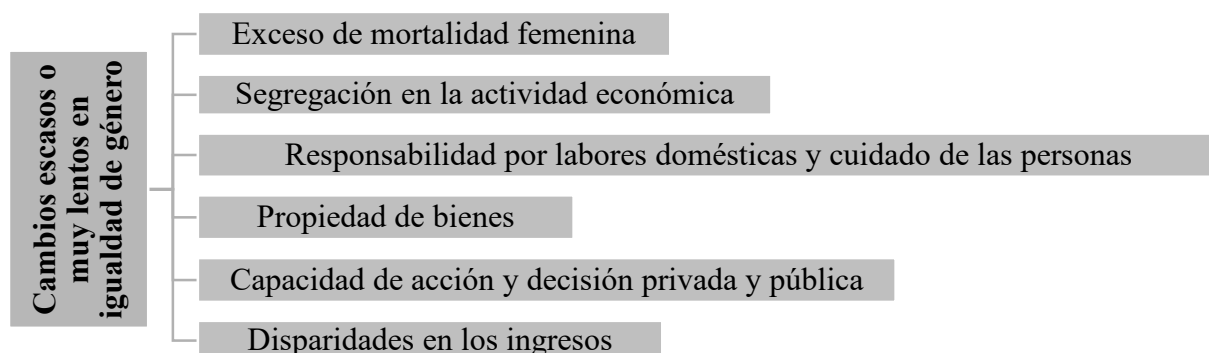 Cambios escasos o
muy lentos en
igualdad de género
Exceso de mortalidad femenina
Segregación en la actividad económica
Responsabilidad por labores domésticas y cuidado de las personas
Propiedad de bienes
Capacidad de acción y decisión privada y pública
Disparidades en los ingresos